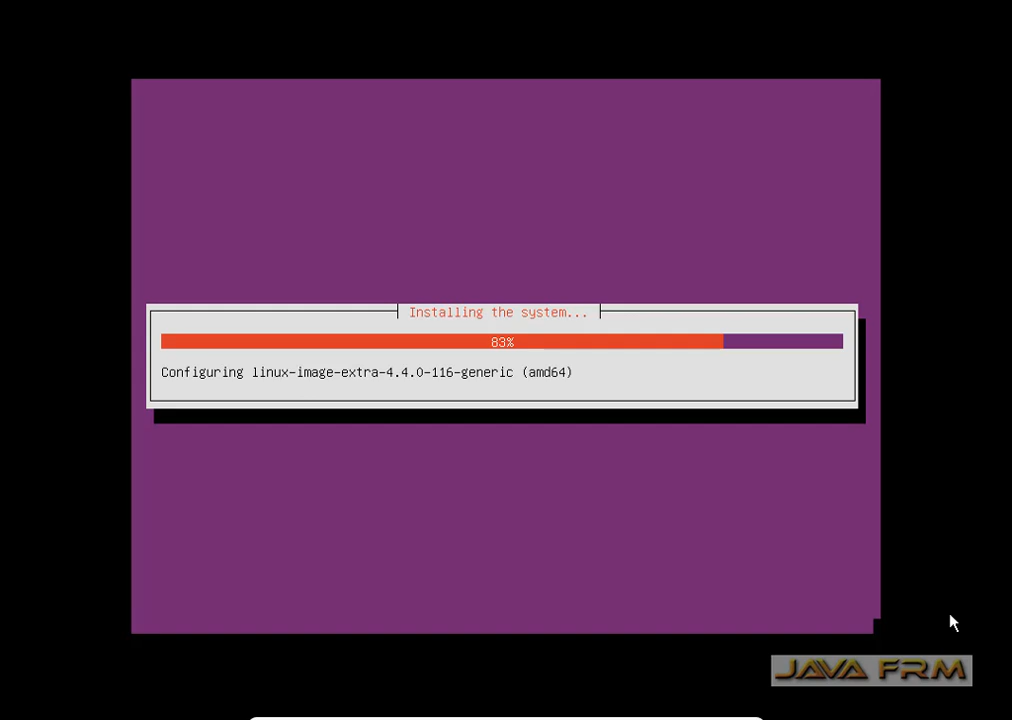 Installing the system...
83%
Configuring linux-image-extra-4.4.0-116-generic (amd64)
JAVA FRM